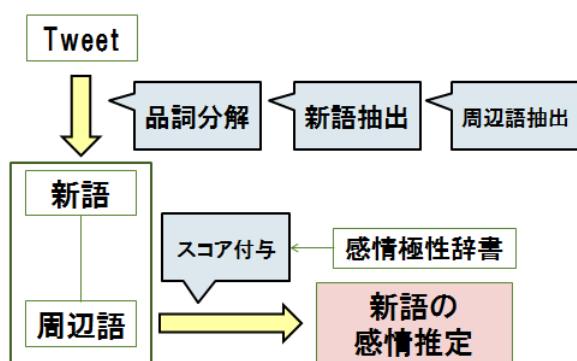 Tweet
品詞分解
新語抽出
周辺語抽出
新語
スコア付与
感情極性辞書
周辺語
新語の
感情推定